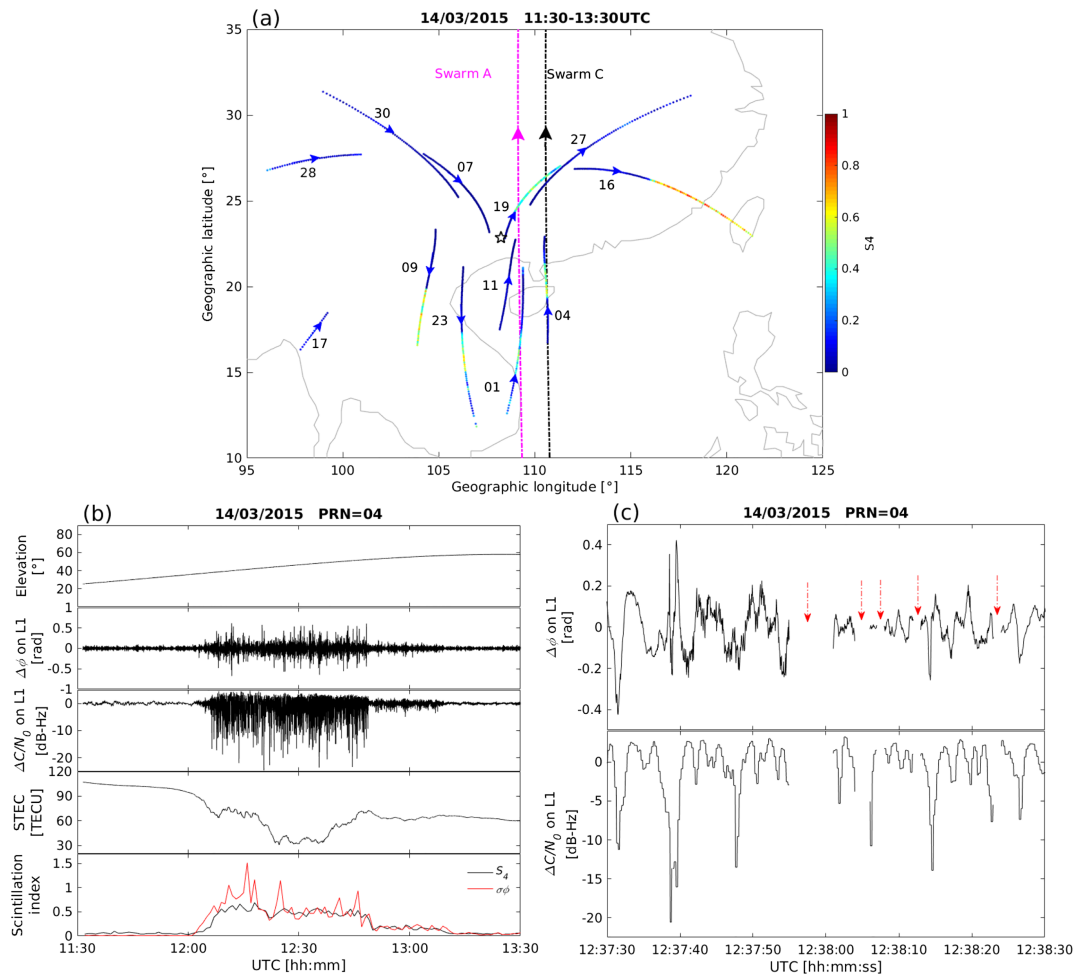 (a)
14/03/2015 11:30-13:30UTC
35
30
25
20
15
10
Geographic latitude [°]
95
100
105
110
115
120
125
Geographic longitude [°]
Swarm A
Swarm C
30
07
28
19
27
16
09
11
23
04
17
01
1
0.8
0.6
0.4
0.2
0
S4
(b)
14/03/2015 PRN=04
Elevation
[°]
80
60
40
20
Δϕ on L1
[rad]
1
0.5
0
-0.5
-1
ΔC/N0 on L1
[dB-Hz]
0
-10
-20
STEC
[TECU]
120
90
60
30
Scintillation
index
1.5
1
0.5
0
S4
σϕ
11:30
12:00
12:30
13:00
13:30
UTC [hh:mm]
(c)
14/03/2015 PRN=04
Δϕ on L1
[rad]
0.4
0.2
0
-0.2
-0.4
ΔC/N0 on L1
[dB-Hz]
0
-5
-10
-15
-20
12:37:30
12:37:40
12:37:50
12:38:00
12:38:10
12:38:20
12:38:30
UTC [hh:mm:ss]